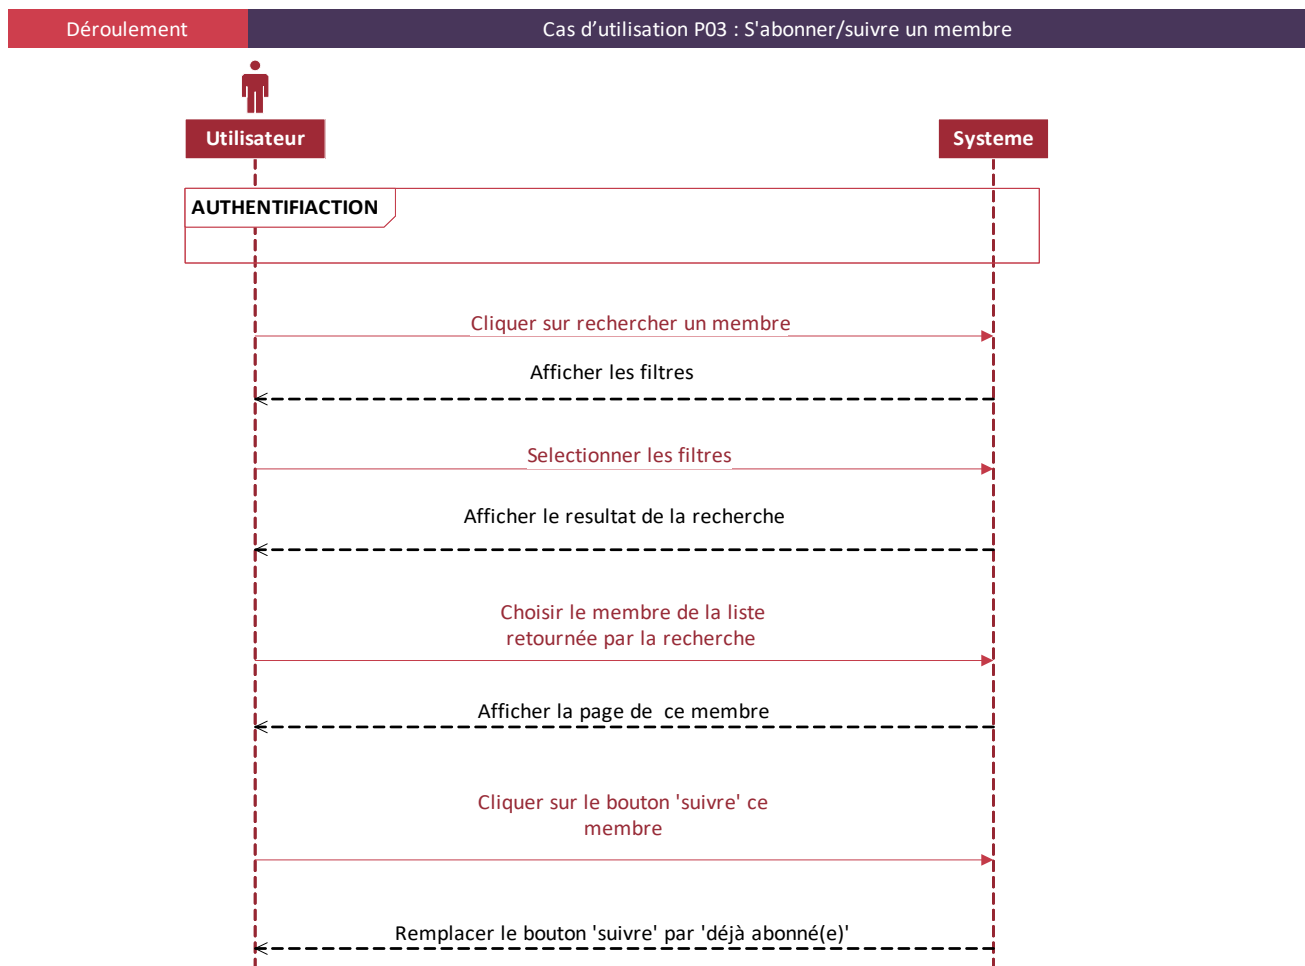 Déroulement
Cas d’utilisation P03 : S'abonner/suivre un membre
Utilisateur
Systeme
AUTHENTIFIACTION
Cliquer sur rechercher un membre
Afficher les filtres
Selectionner les filtres
Afficher le resultat de la recherche
Choisir le membre de la liste
retournée par la recherche
Afficher la page de  ce membre
Cliquer sur le bouton 'suivre' ce
membre
Remplacer le bouton 'suivre' par 'déjà abonné(e)'